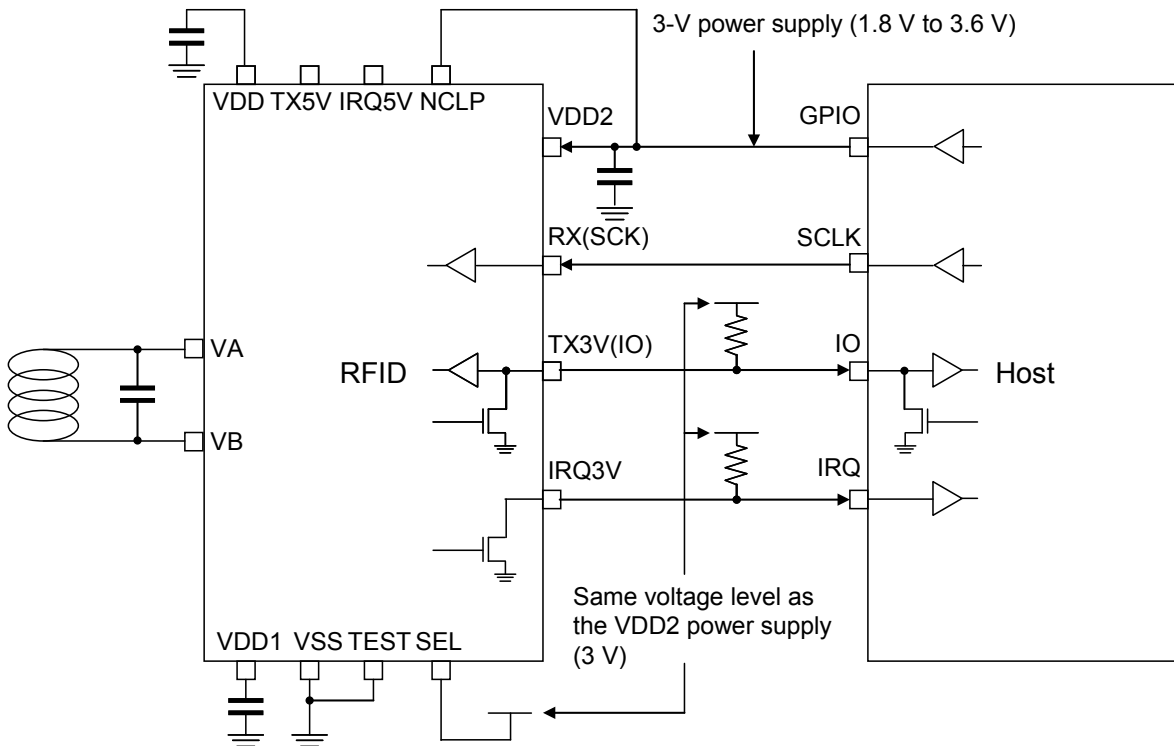 3-V power supply (1.8 V to 3.6 V)
VDD TX5V IRQ5V NCLP
VDD2
GPIO
RX(SCK)
SCLK
VA
TX3V(IO)
IO
RFID
Host
VB
IRQ3V
IRQ
Same voltage level as
the VDD2 power supply
(3 V)
VDD1 VSS TEST SEL